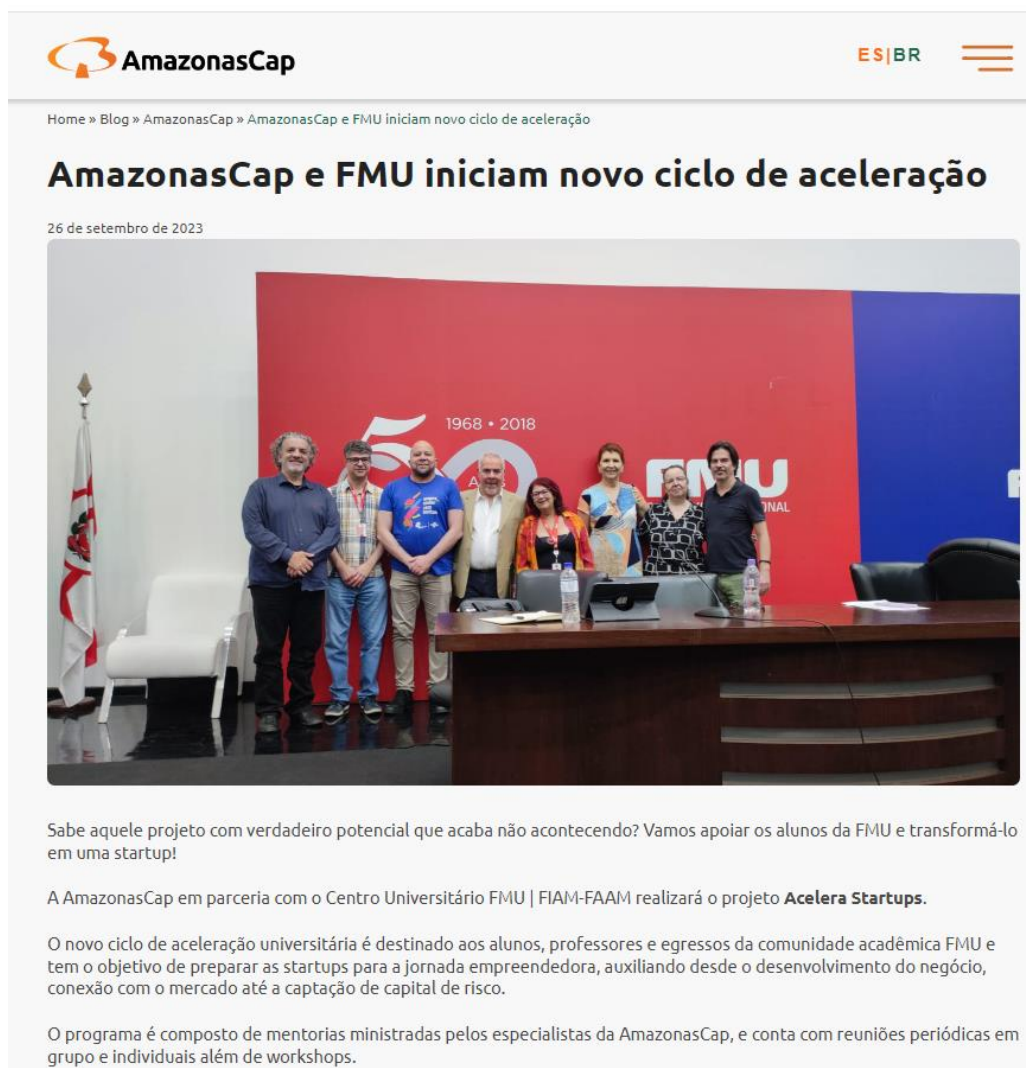 AmazonasCap
ES|BR
Home » Blog » AmazonasCap » AmazonasCap e FMU iniciam novo ciclo de aceleração
AmazonasCap e FMU iniciam novo ciclo de aceleração
26 de setembro de 2023
1968 • 2018
50
FMU
Sabe aquele projeto com verdadeiro potencial que acaba não acontecendo? Vamos apoiar os alunos da FMU e transformá-lo
em uma startup!
A AmazonasCap em parceria com o Centro Universitário FMU | FIAM-FAAM realizará o projeto Acelera Startups.
O novo ciclo de aceleração universitária é destinado aos alunos, professores e egressos da comunidade acadêmica FMU e
tem o objetivo de preparar as startups para a jornada empreendedora, auxiliando desde o desenvolvimento do negócio,
conexão com o mercado até a captação de capital de risco.
O programa é composto de mentorias ministradas pelos especialistas da AmazonasCap, e conta com reuniões periódicas em
grupo e individuais além de workshops.